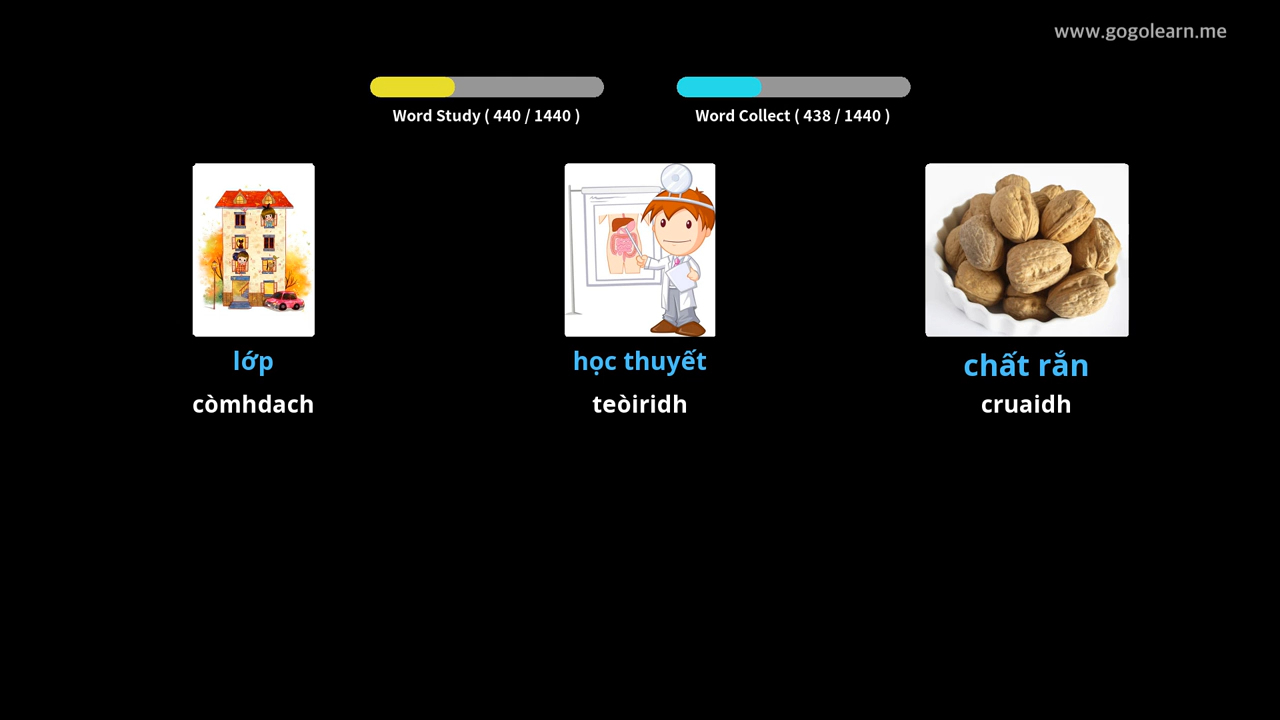 www.gogolearn.me
Word Study ( 440 / 1440 )
Word Collect ( 438 / 1440 )
lớp
học thuyết
chất rắn
còmhdach
teòiridh
cruaidh